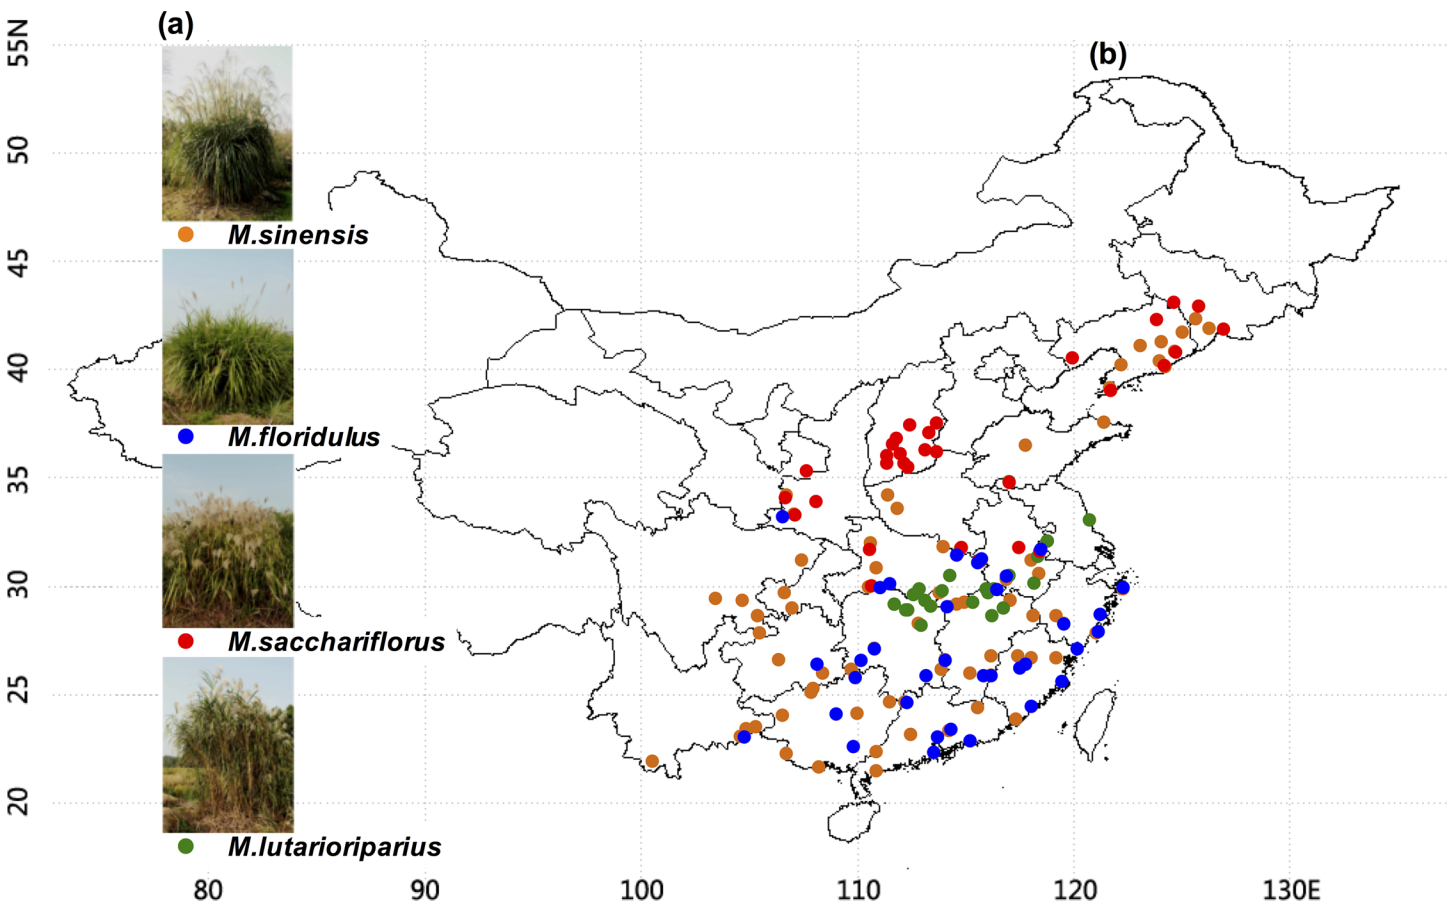 (a)
(b)
55N
50
45
40
35
30
25
20
M.sinensis
M.floridulus
M.sacchariflorus
M.lutarioriparius
80 90 100 110 120 130E